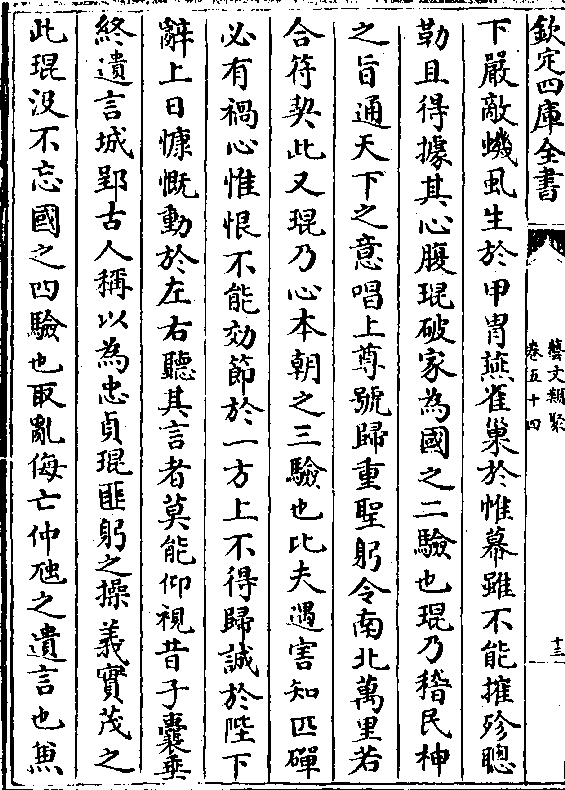 欽定四庫全書
藝文類聚
卷五十四
十三
下嚴敵蟣虱生於甲冑燕雀巢於惟幕雖不能摧殄聰
勒且得據其心腹琨破家為國之二驗也琨乃稽民神
之旨通天下之意唱上尊號歸重聖躬令南北萬里若
合符契此又琨乃心本朝之三驗也比夫遇害知匹磾
必有禍心惟恨不能効節於一方上不得歸誠於陛下
辭上日慷慨動於左右聽其言者莫能仰視昔子囊垂
終遺言城郢古人稱以為忠貞琨匪躬之操義實茂之
此琨沒不忘國之四驗也取亂侮亡仲虺之遺言也兼